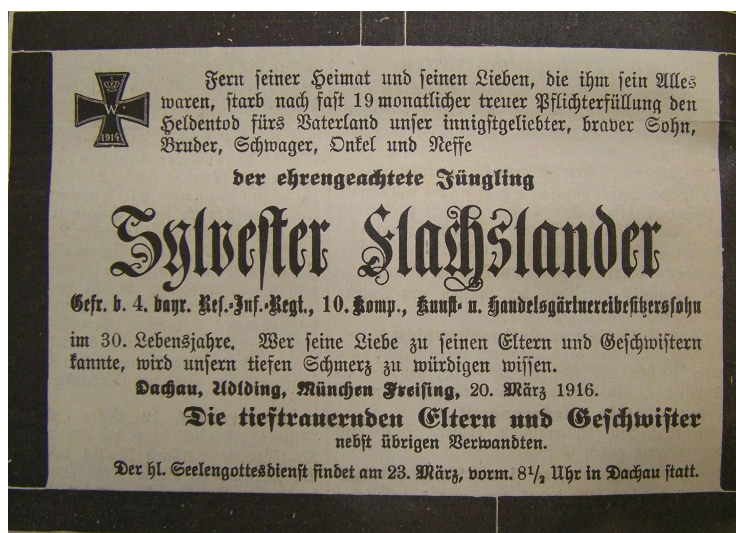 W
1914
Fern seiner Heimat und seinen Lieben, die ihm sein Alles
waren, starb nach fast 19 monatlicher treuer Pflichterfüllung den
Heldentod fürs Vaterland unser innigstgeliebter, braver Sohn,
Bruder, Schwager, Onkel und Neffe
der ehrengeachtete Jüngling
Sylvester Flachslander
Gefr. b. 4. bayr. Res.-Inf.-Regt., 10. Komp., Kunst- u. Handelsgärtnereibesitzerssohn
im 30. Lebensjahre. Wer seine Liebe zu seinen Eltern und Geschwistern
kannte, wird unsern tiefen Schmerz zu würdigen wissen.
Dachau, Udlding, München Freising, 20. März 1916.
Die tieftrauernden Eltern und Geschwister
nebst übrigen Verwandten.
Der hl. Seelengottesdienst findet am 23. März, vorm. 8½ Uhr in Dachau statt.